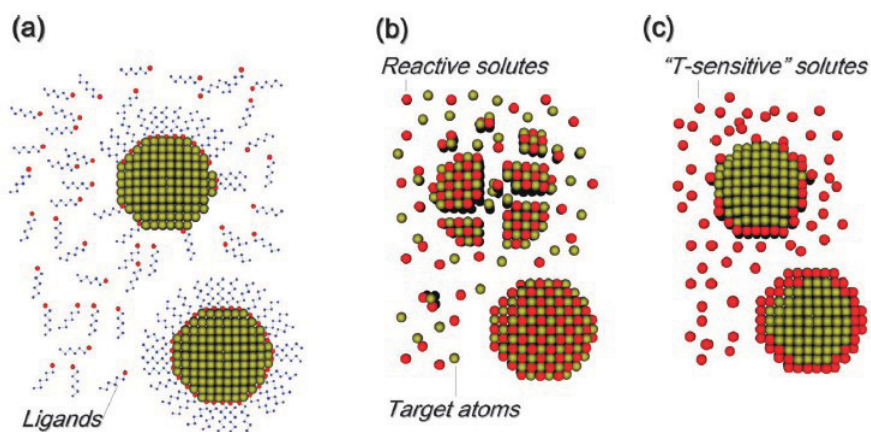 (a)
Ligands
(b)
Reactive solutes
Target atoms
(c)
"T-sensitive" solutes